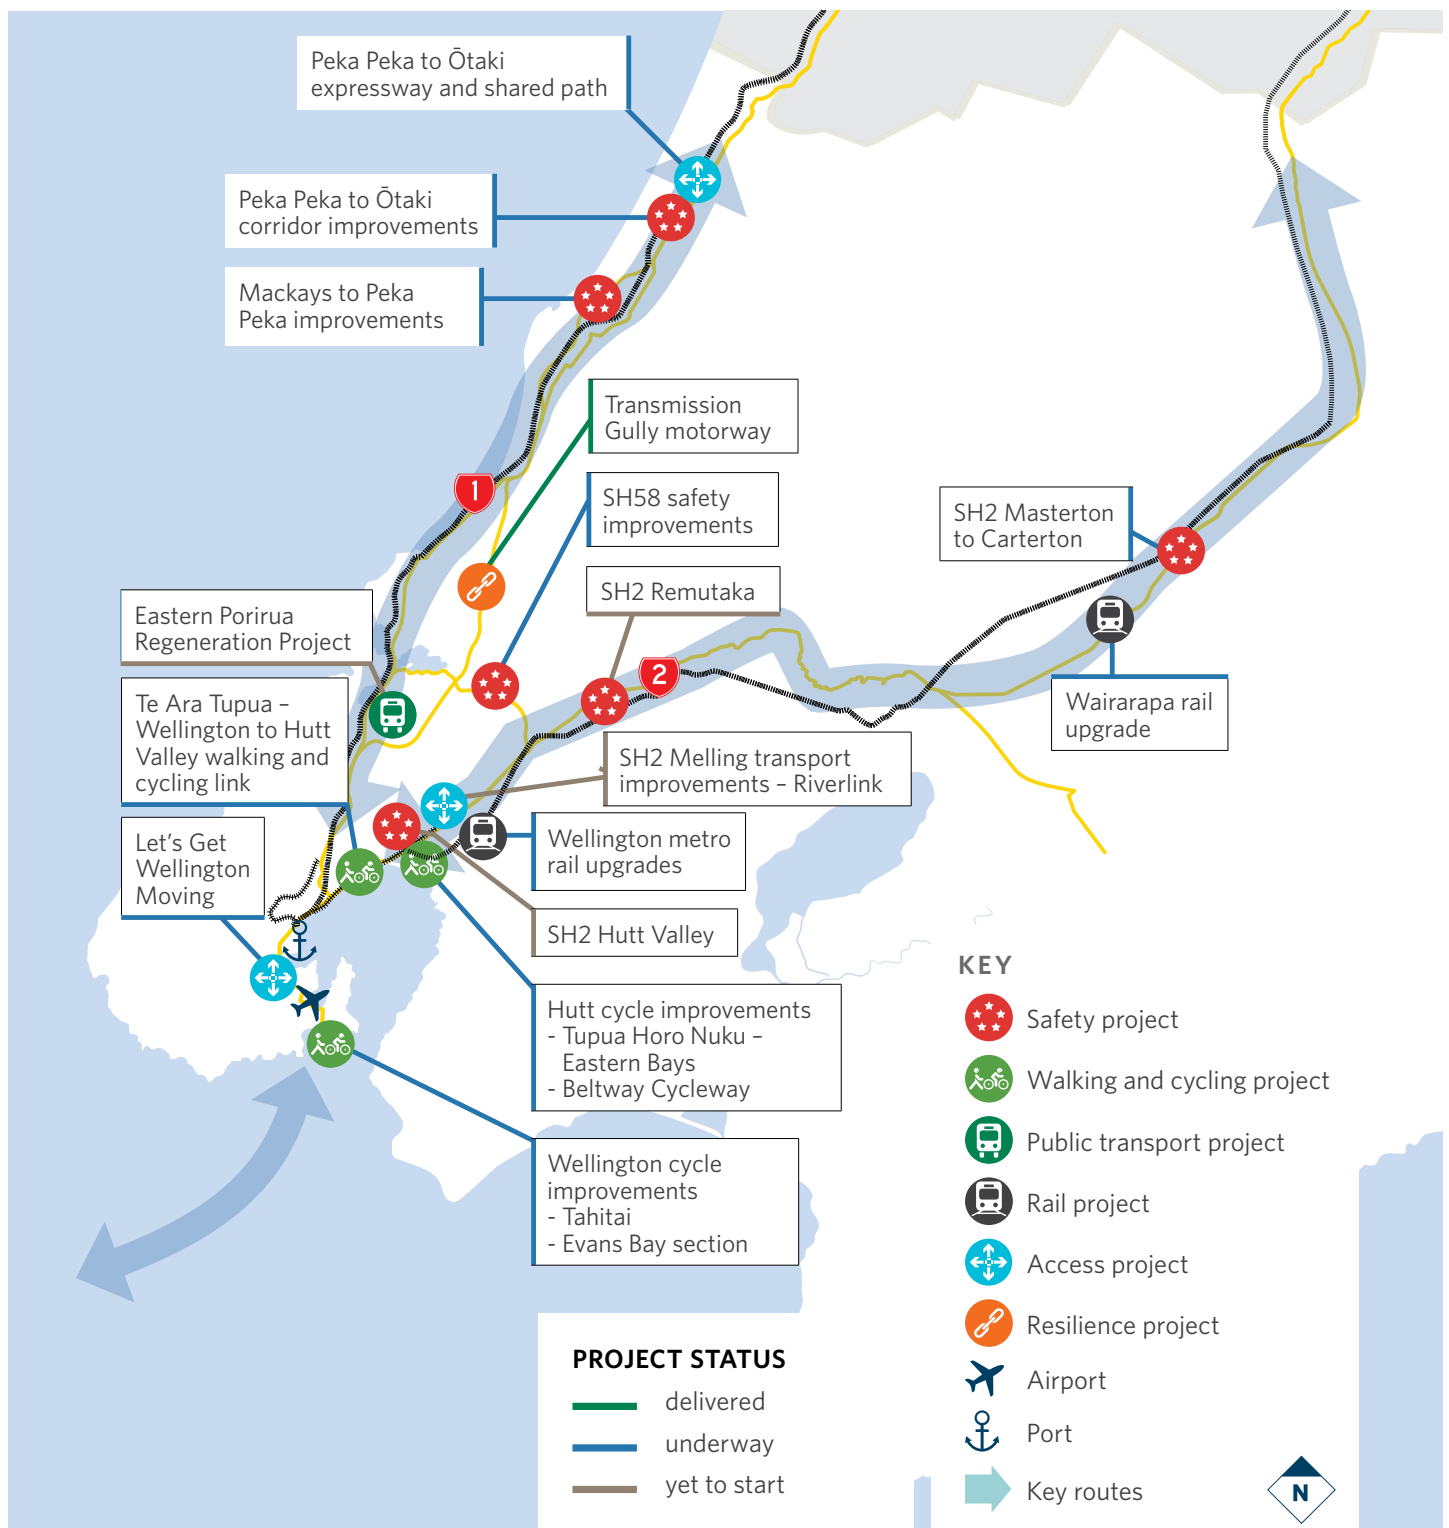 Peka Peka to Ōtaki
expressway and shared path
Peka Peka to Ōtaki
corridor improvements
Mackays to Peka
Peka improvements
Transmission
Gully motorway
1
SH58 safety
improvements
SH2 Masterton
to Carterton
SH2 Remutaka
Eastern Porirua
Regeneration Project
2
Te Ara Tupua –
Wellington to Hutt
Valley walking and
cycling link
Wairarapa rail
upgrade
SH2 Melling transport
improvements – Riverlink
Let's Get
Wellington
Moving
Wellington metro
rail upgrades
SH2 Hutt Valley
Hutt cycle improvements
- Tupua Horo Nuku –
Eastern Bays
- Beltway Cycleway
Wellington cycle
improvements
- Tahitai
- Evans Bay section
KEY
Safety project
Walking and cycling project
Public transport project
Rail project
Access project
Resilience project
Airport
Port
Key routes
N
PROJECT STATUS
delivered
underway
yet to start